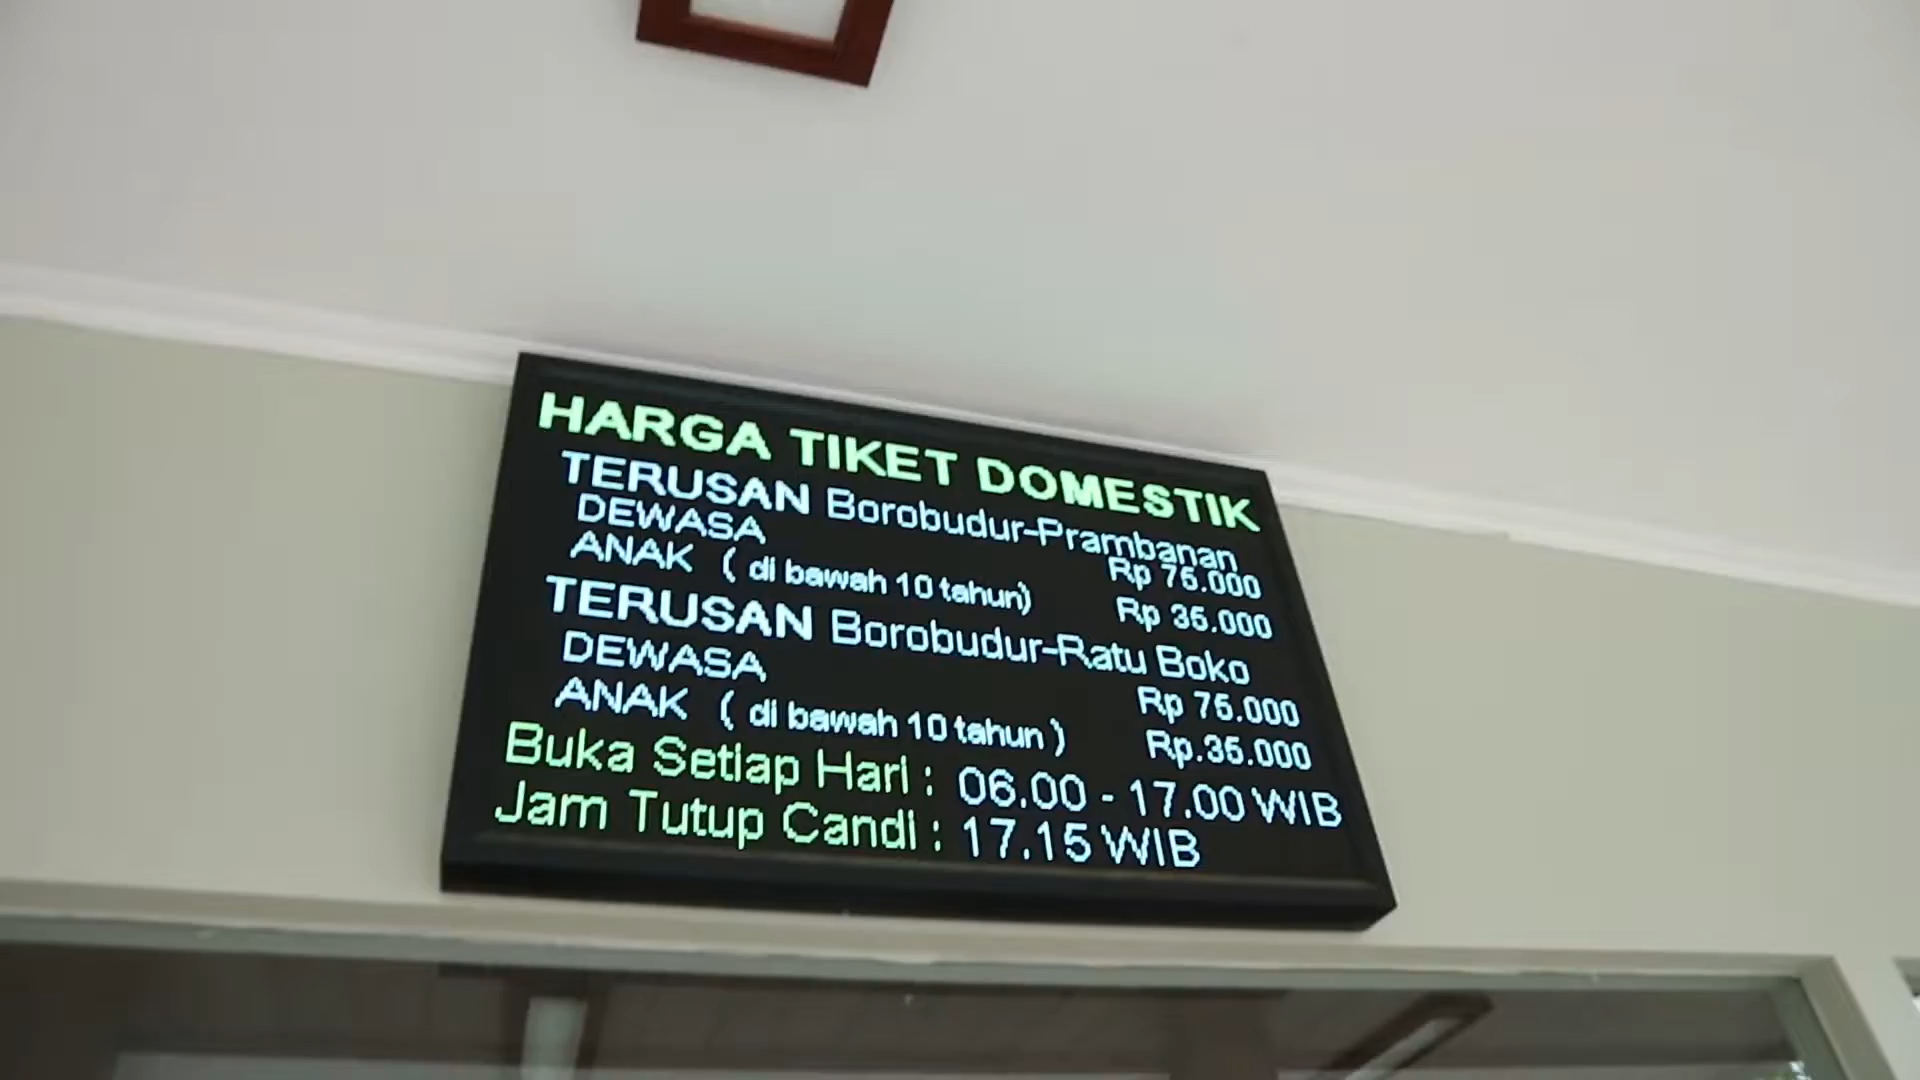 HARGA TIKET DOMESTIK
TERUSAN Borobudur-Prambanan
DEWASA Rp 75.000
ANAK ( di bawah 10 tahun) Rp 35.000
TERUSAN Borobudur-Ratu Boko
DEWASA Rp 75.000
ANAK ( di bawah 10 tahun ) Rp.35.000
Buka Setiap Hari : 06.00 - 17.00 WIB
Jam Tutup Candi : 17.15 WIB